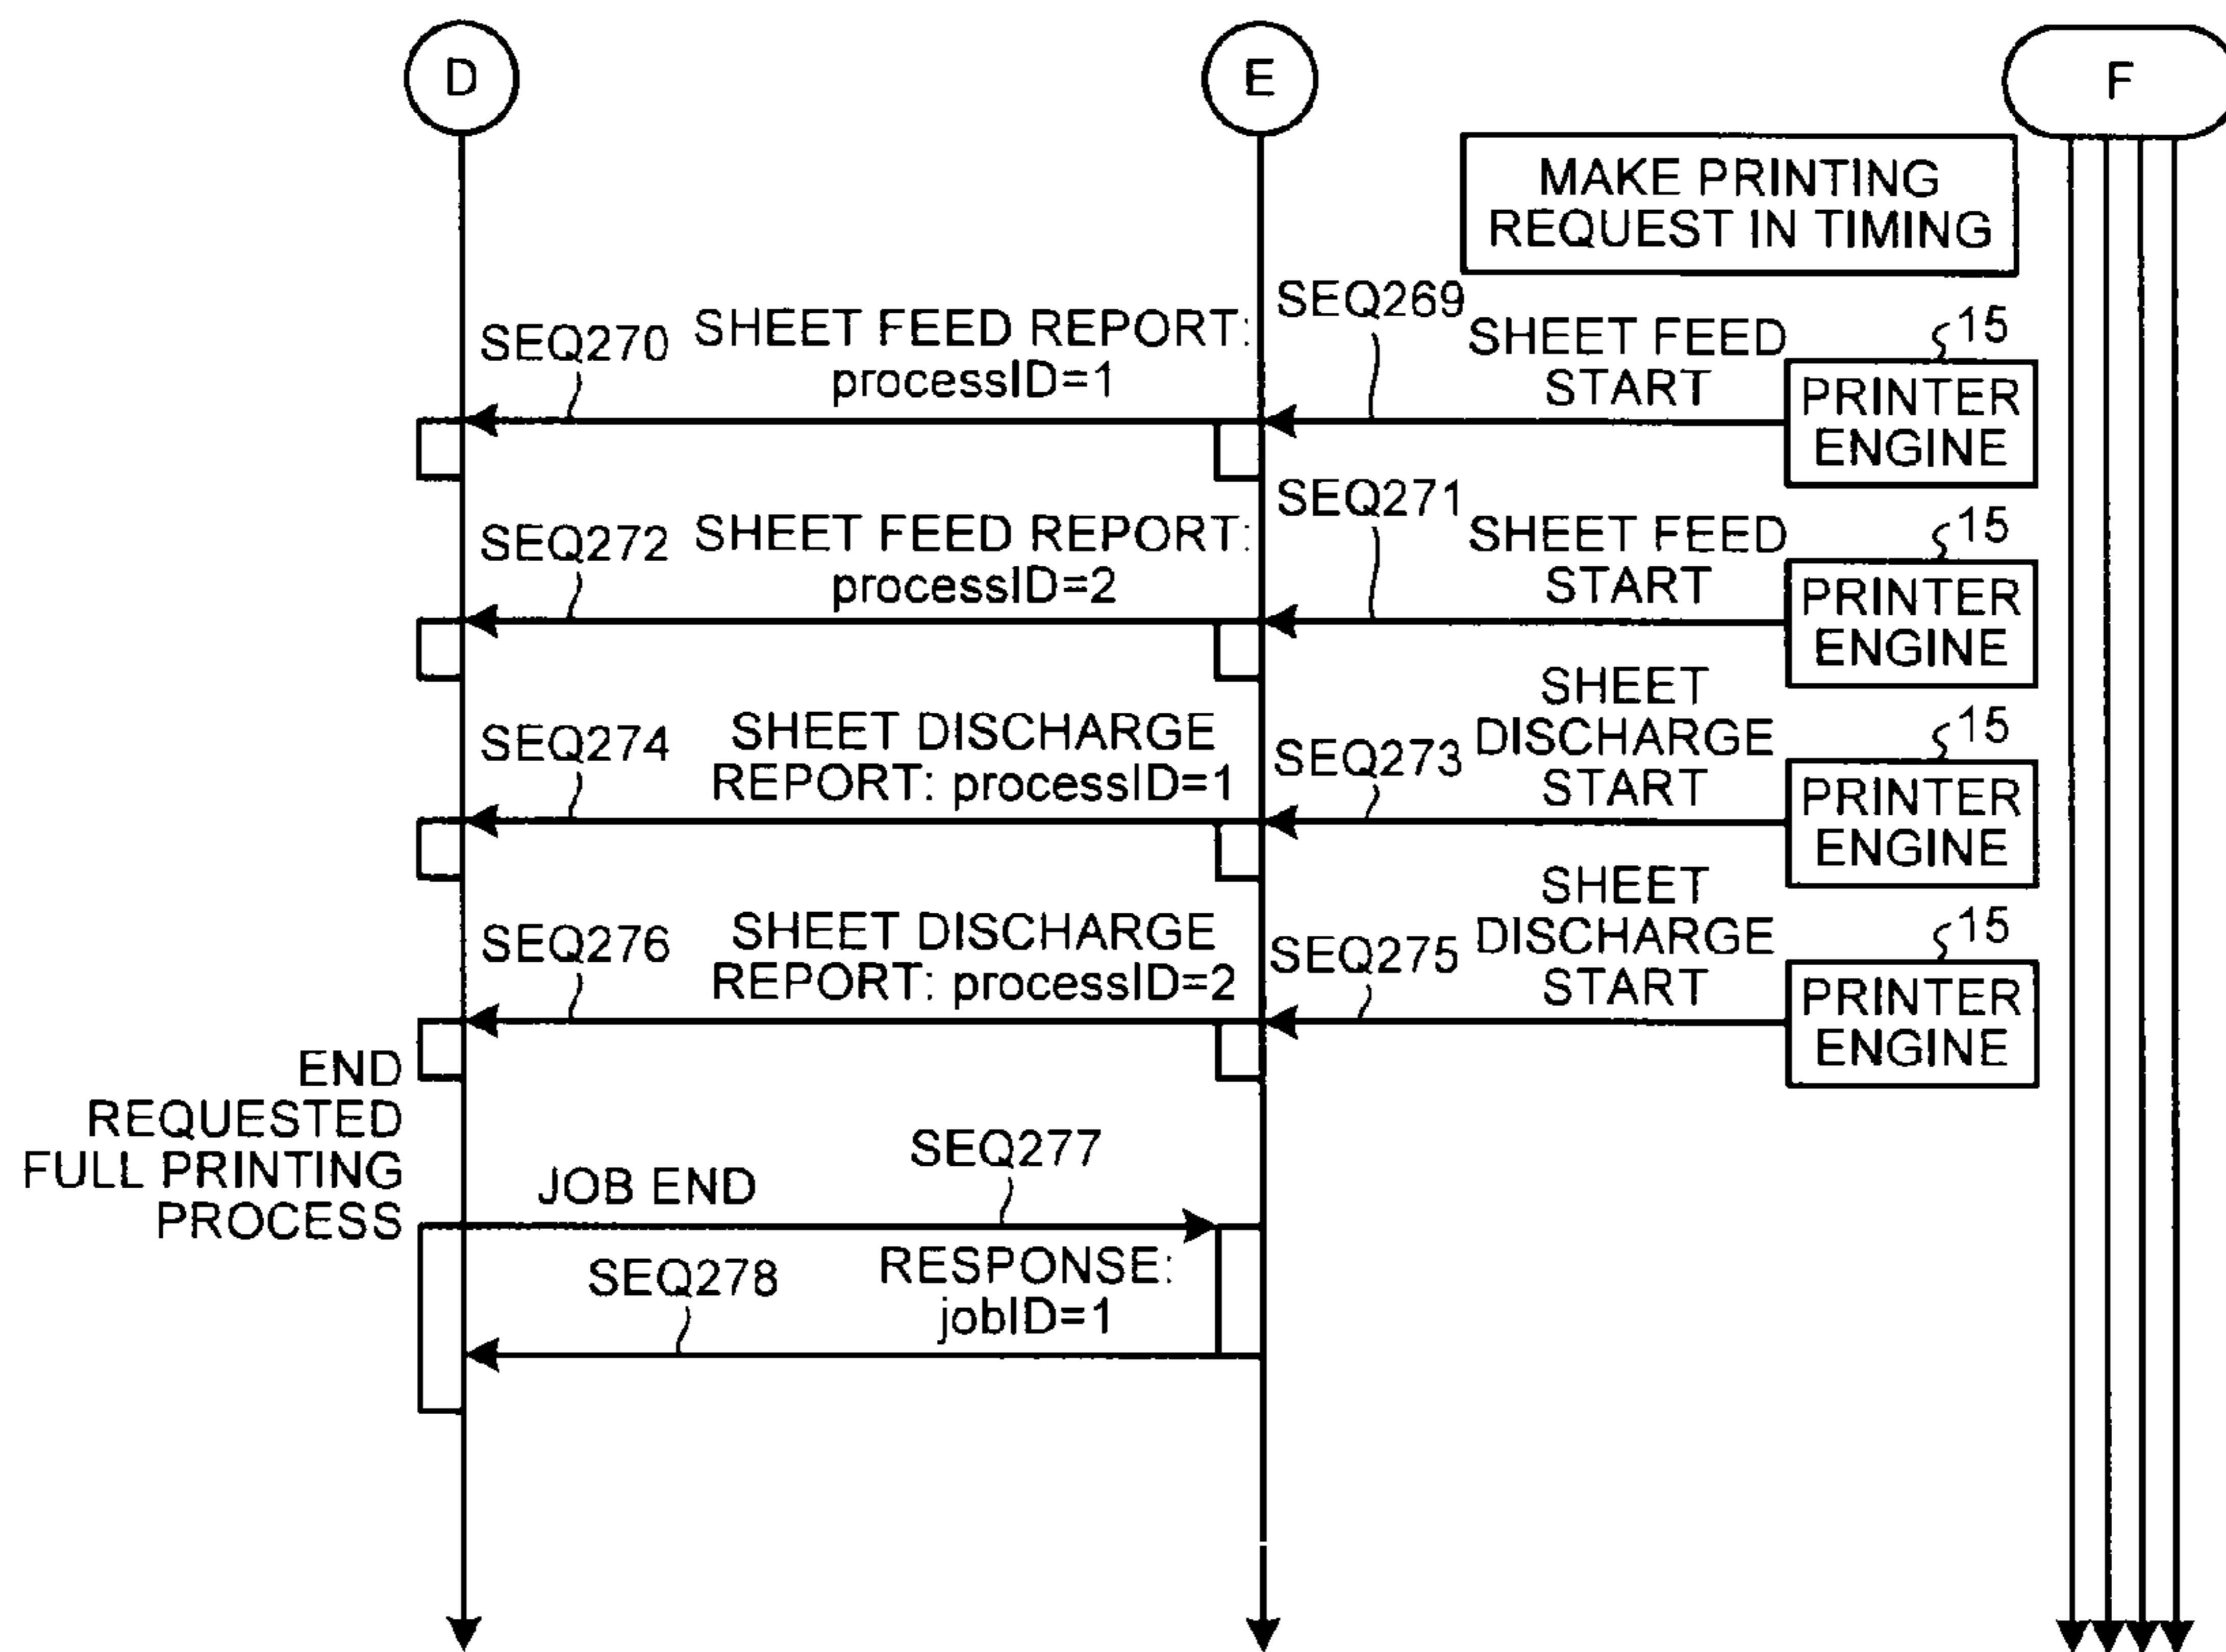 D
E
F
MAKE PRINTING
REQUEST IN TIMING
SEQ270
SHEET FEED REPORT:
processID=1
SEQ269
SHEET FEED
START
15
PRINTER
ENGINE
SEQ272
SHEET FEED REPORT:
processID=2
SEQ271
SHEET FEED
START
15
PRINTER
ENGINE
SEQ274
SHEET DISCHARGE
REPORT: processID=1
SEQ273
SHEET
DISCHARGE
START
15
PRINTER
ENGINE
SEQ276
SHEET DISCHARGE
REPORT: processID=2
SEQ275
SHEET
DISCHARGE
START
15
PRINTER
ENGINE
END
REQUESTED
FULL PRINTING
PROCESS
JOB END
SEQ277
SEQ278
RESPONSE:
jobID=1